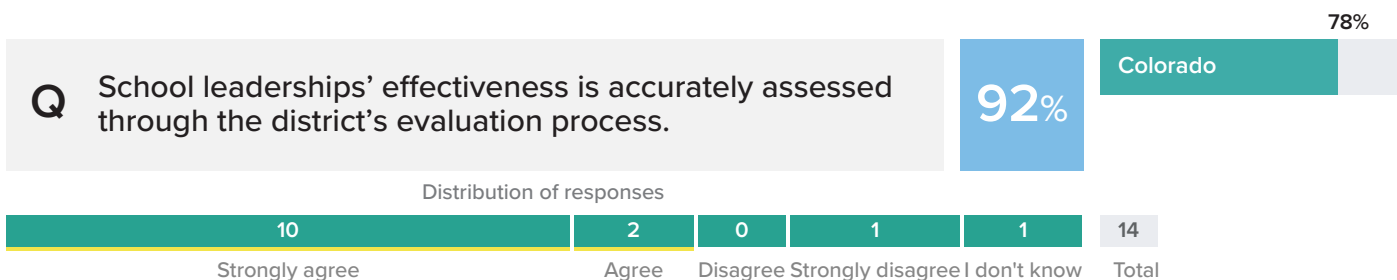 78%
Q School leaderships’ effectiveness is accurately assessed
through the district’s evaluation process.
92%
Colorado
Distribution of responses
10 2 0 1 1 14
Strongly agree Agree Disagree Strongly disagree I don't know Total